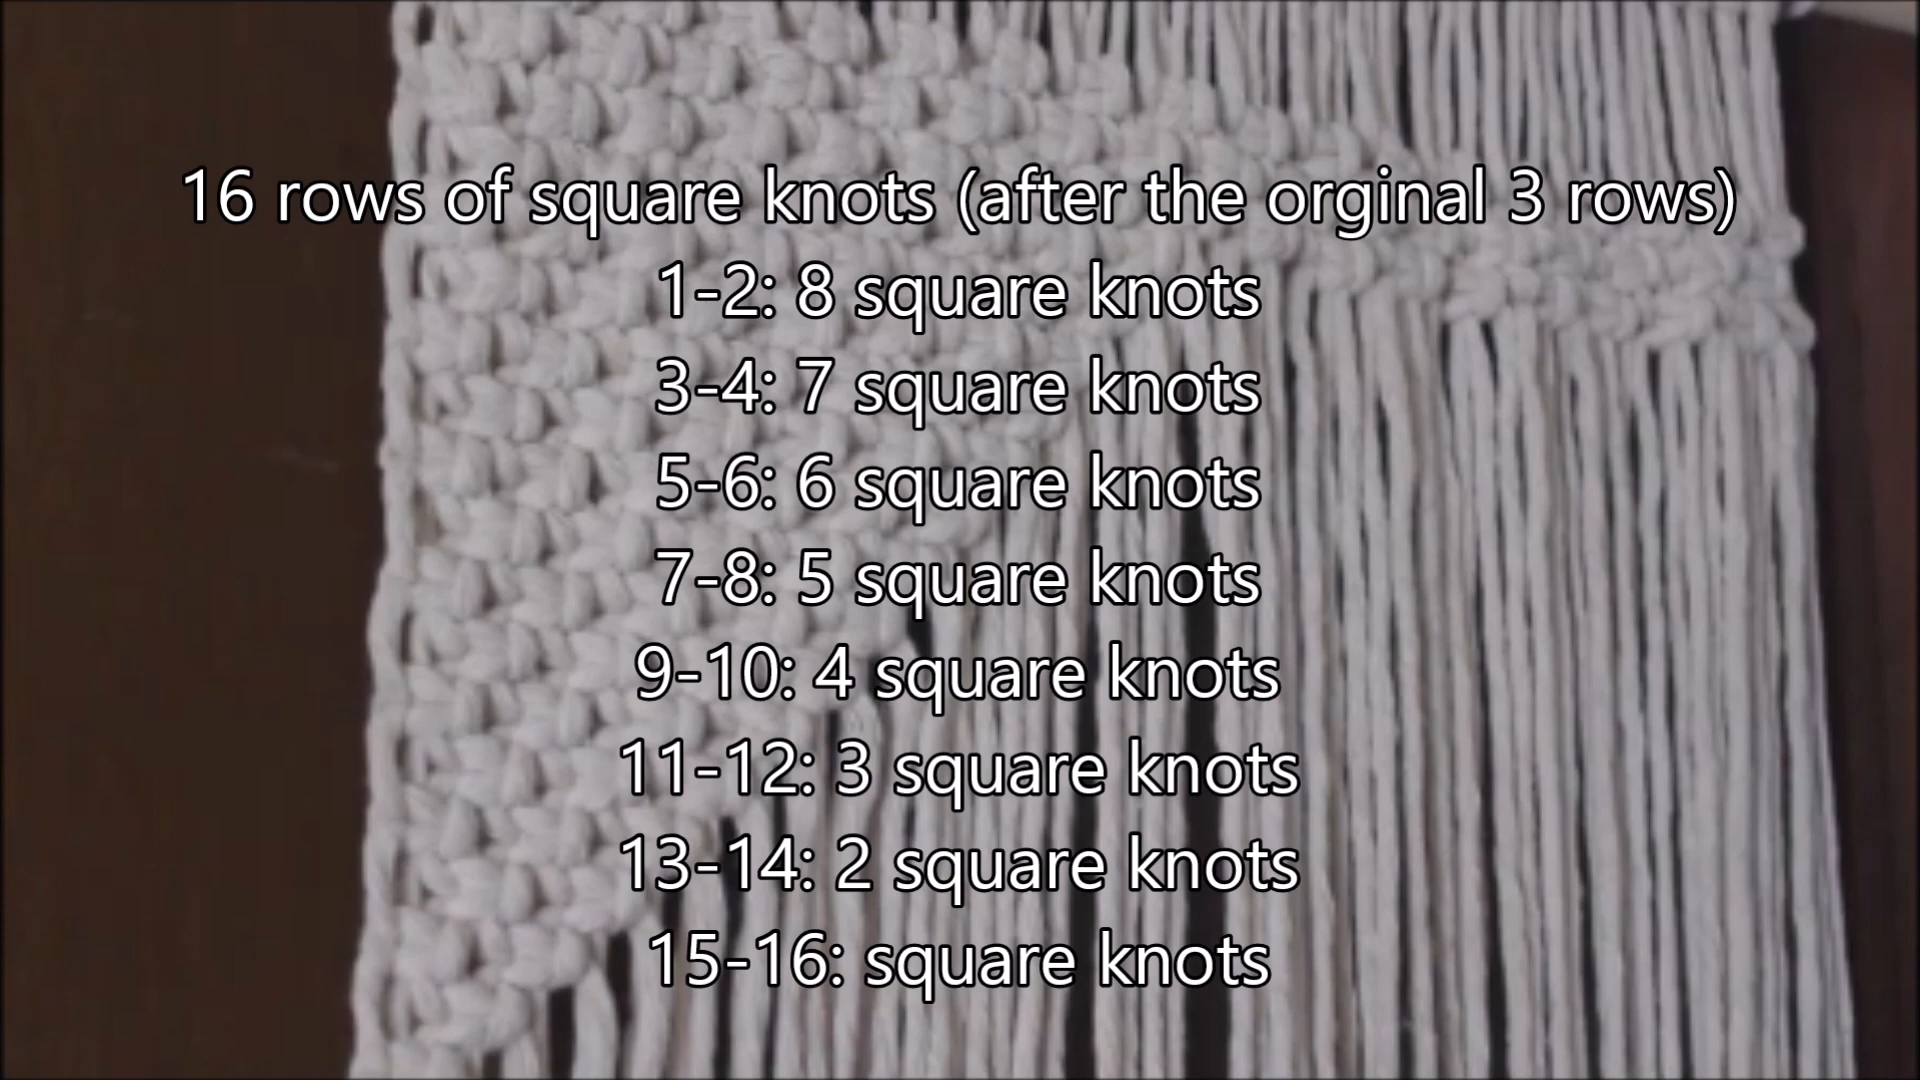 16 rows of square knots (after the orginal 3 rows)
1-2: 8 square knots
3-4: 7 square knots
5-6: 6 square knots
7-8: 5 square knots
9-10: 4 square knots
11-12: 3 square knots
13-14: 2 square knots
15-16: square knots